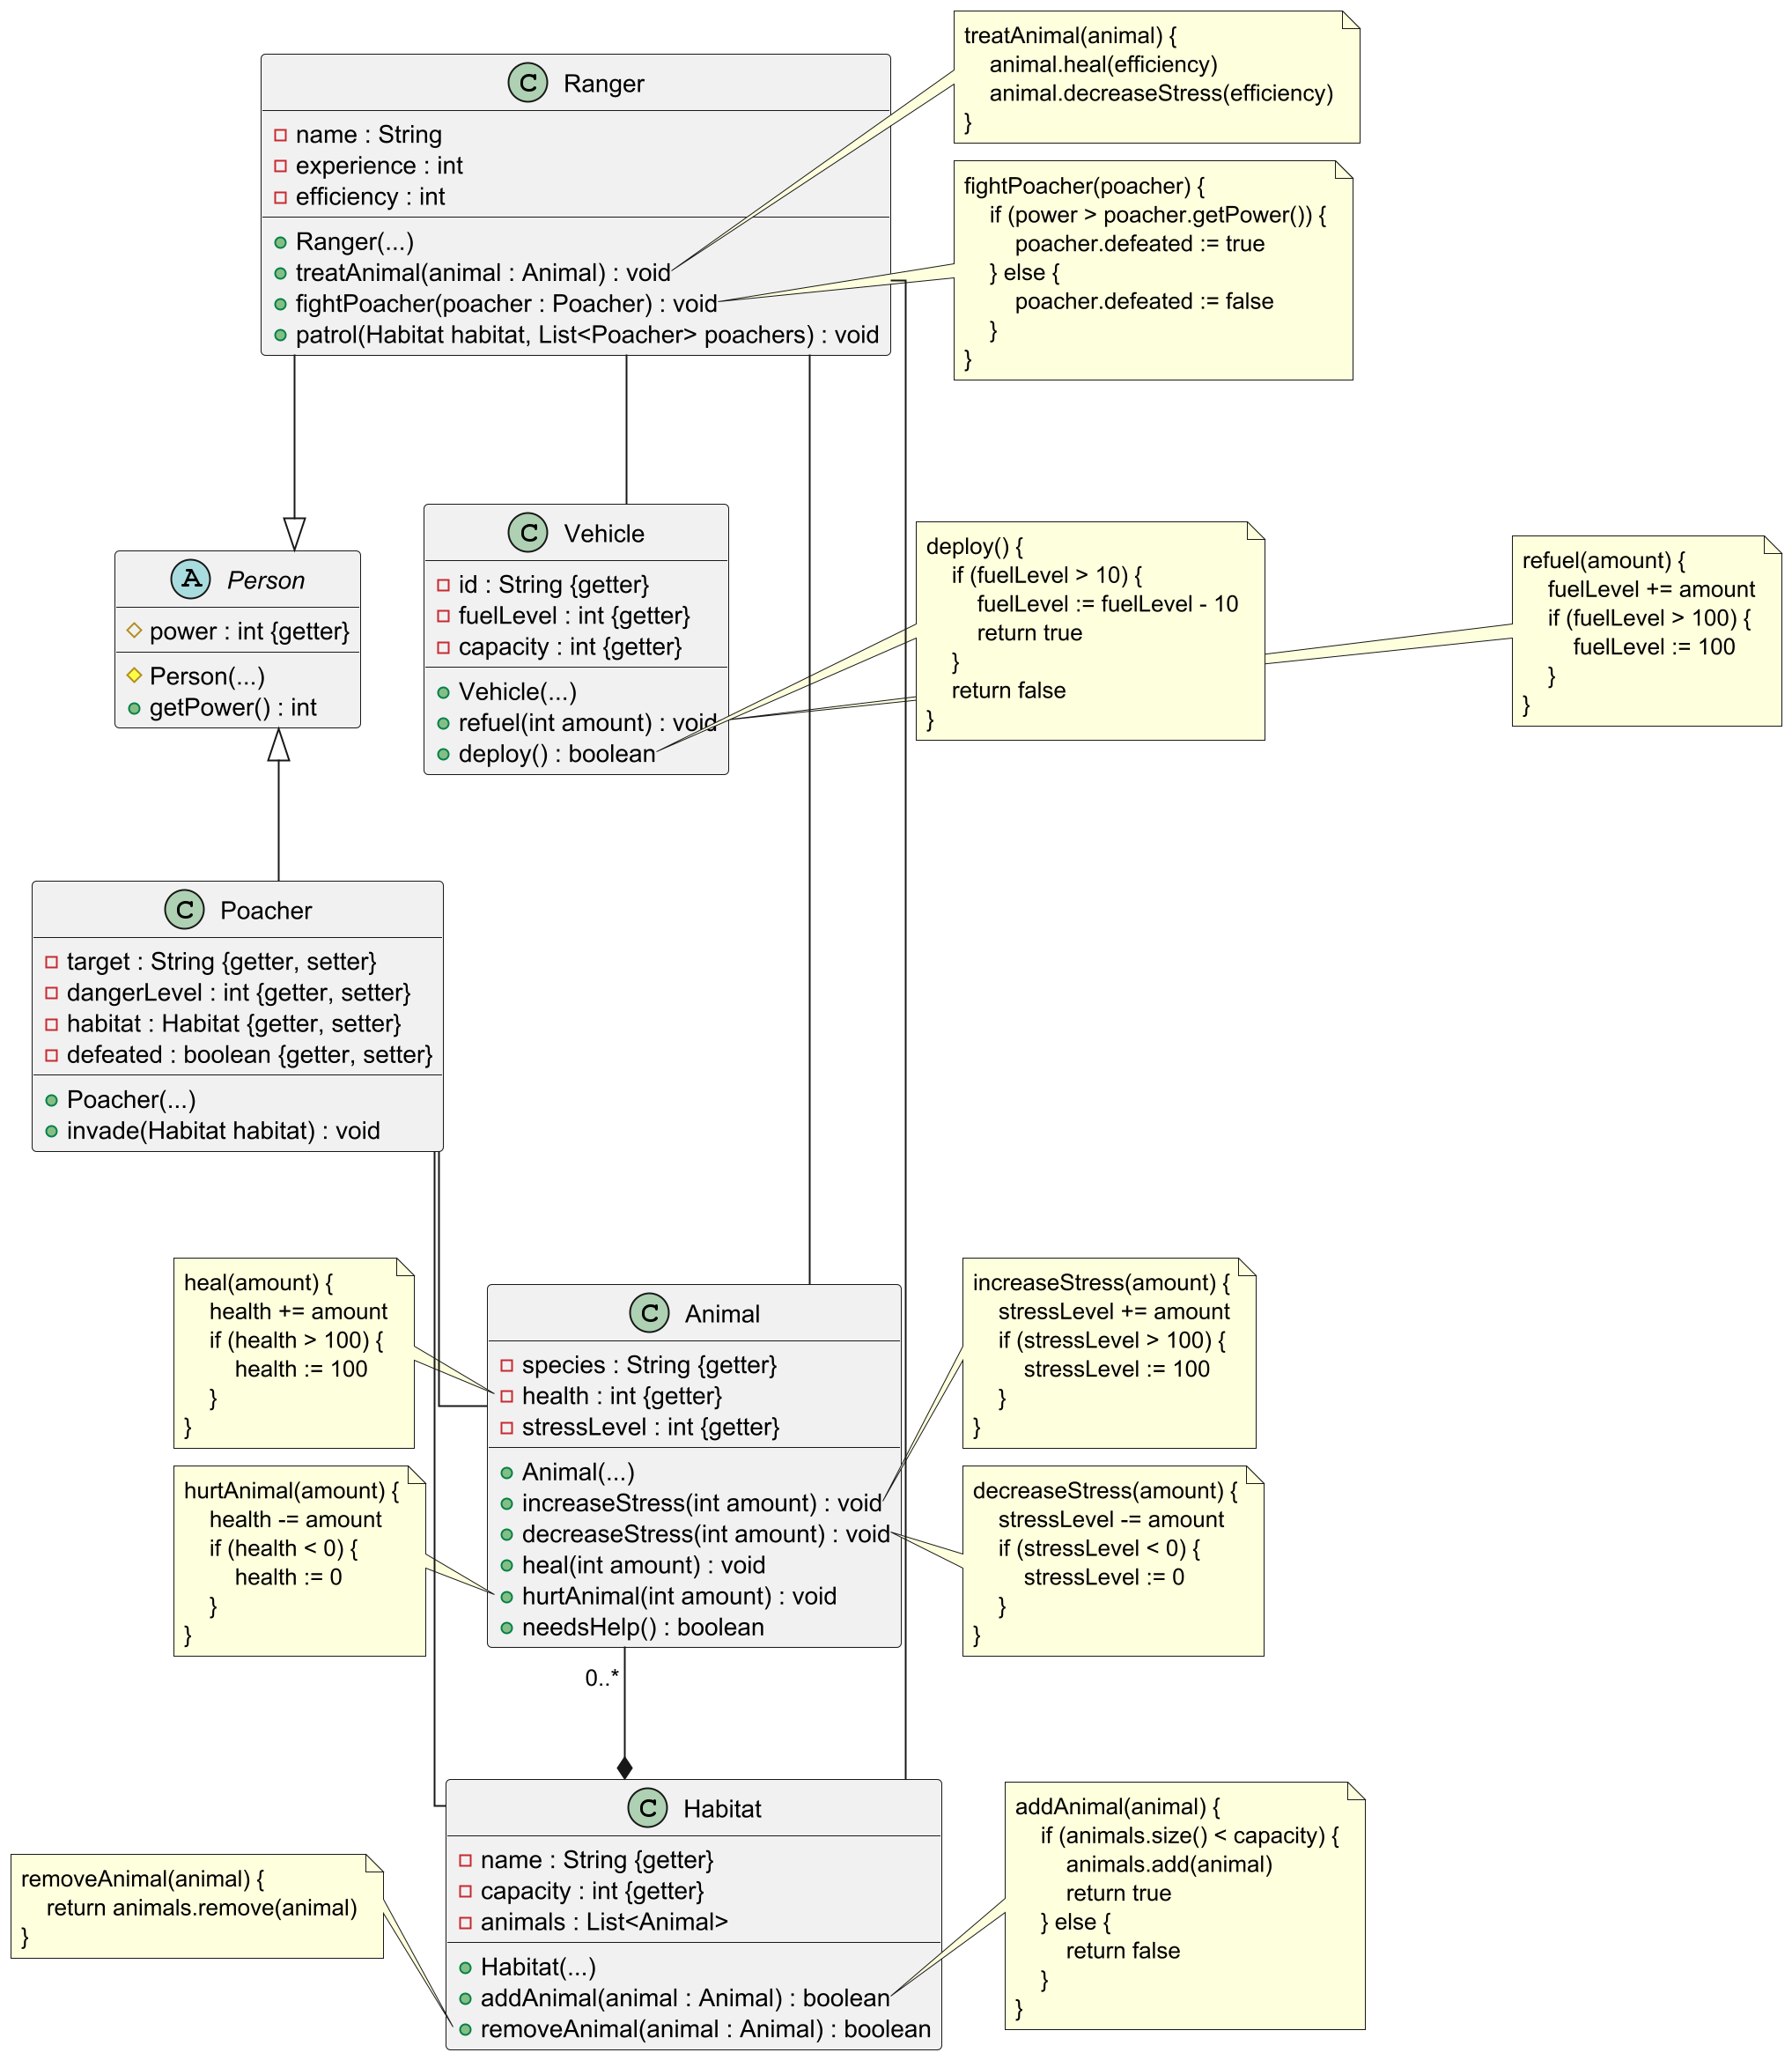 C Ranger
name : String
experience : int
efficiency : int
Ranger(...)
treatAnimal(animal : Animal) : void
fightPoacher(poacher : Poacher) : void
patrol(Habitat habitat, List<Poacher> poachers) : void
treatAnimal(animal) {
animal.heal(efficiency)
animal.decreaseStress(efficiency)
}
fightPoacher(poacher) {
if (power > poacher.getPower()) {
poacher.defeated := true
} else {
poacher.defeated := false
}
}
A Person
power : int {getter}
Person(...)
getPower() : int
C Vehicle
id : String {getter}
fuelLevel : int {getter}
capacity : int {getter}
Vehicle(...)
refuel(int amount) : void
deploy() : boolean
deploy() {
if (fuelLevel > 10) {
fuelLevel := fuelLevel - 10
return true
}
return false
}
refuel(amount) {
fuelLevel += amount
if (fuelLevel > 100) {
fuelLevel := 100
}
}
C Poacher
target : String {getter, setter}
dangerLevel : int {getter, setter}
habitat : Habitat {getter, setter}
defeated : boolean {getter, setter}
Poacher(...)
invade(Habitat habitat) : void
heal(amount) {
health += amount
if (health > 100) {
health := 100
}
}
hurtAnimal(amount) {
health -= amount
if (health < 0) {
health := 0
}
}
C Animal
species : String {getter}
health : int {getter}
stressLevel : int {getter}
Animal(...)
increaseStress(int amount) : void
decreaseStress(int amount) : void
heal(int amount) : void
hurtAnimal(int amount) : void
needsHelp() : boolean
increaseStress(amount) {
stressLevel += amount
if (stressLevel > 100) {
stressLevel := 100
}
}
decreaseStress(amount) {
stressLevel -= amount
if (stressLevel < 0) {
stressLevel := 0
}
}
0..*
C Habitat
name : String {getter}
capacity : int {getter}
animals : List<Animal>
Habitat(...)
addAnimal(animal : Animal) : boolean
removeAnimal(animal : Animal) : boolean
removeAnimal(animal) {
return animals.remove(animal)
}
addAnimal(animal) {
if (animals.size() < capacity) {
animals.add(animal)
return true
} else {
return false
}
}